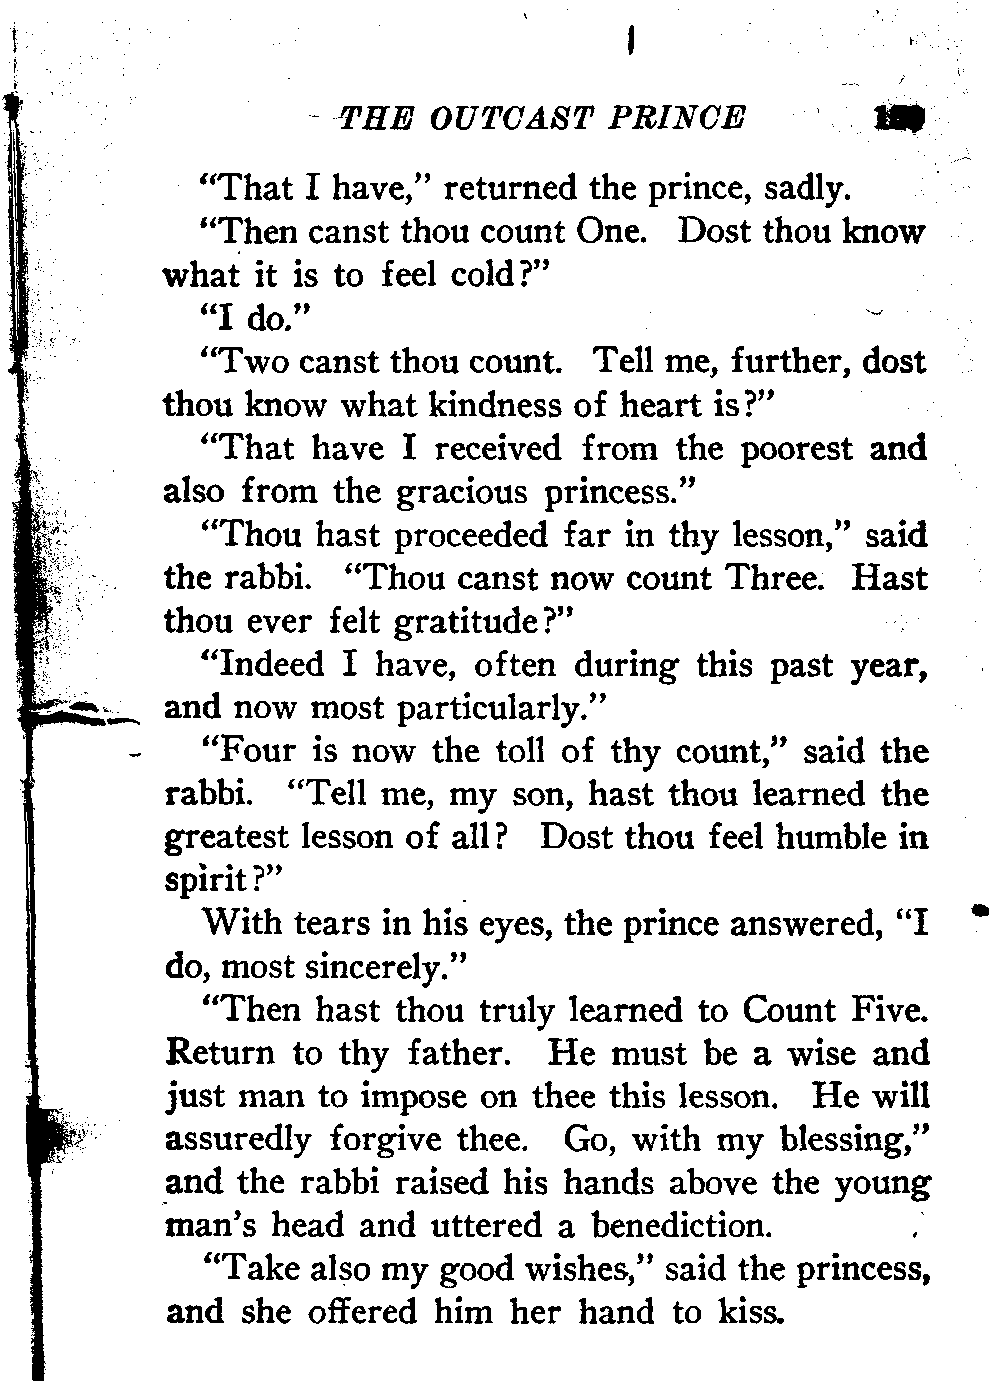 THE OUTCAST PRINCE
“That I have,” returned the prince, sadly.
“Then canst thou count One. Dost thou know
what it is to feel cold?”
“I do.”
“Two canst thou count. Tell me, further, dost
thou know what kindness of heart is?”
“That have I received from the poorest and
also from the gracious princess.”
“Thou hast proceeded far in thy lesson,” said
the rabbi. “Thou canst now count Three. Hast
thou ever felt gratitude?”
“Indeed I have, often during this past year,
and now most particularly.”
“Four is now the toll of thy count,” said the
rabbi. “Tell me, my son, hast thou learned the
greatest lesson of all? Dost thou feel humble in
spirit?”
With tears in his eyes, the prince answered, “I
do, most sincerely.”
“Then hast thou truly learned to Count Five.
Return to thy father. He must be a wise and
just man to impose on thee this lesson. He will
assuredly forgive thee. Go, with my blessing,”
and the rabbi raised his hands above the young
man’s head and uttered a benediction.
“Take also my good wishes,” said the princess,
and she offered him her hand to kiss.